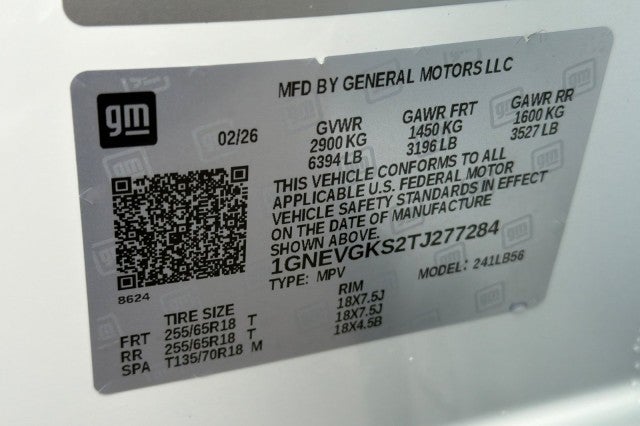 MFD BY GENERAL MOTORS LLC
gm
02/26
GVWR
2900 KG
6394 LB
GAWR FRT
1450 KG
3196 LB
GAWR RR
1600 KG
3527 LB
THIS VEHICLE CONFORMS TO ALL
APPLICABLE U.S. FEDERAL MOTOR
VEHICLE SAFETY STANDARDS IN EFFECT
ON THE DATE OF MANUFACTURE
SHOWN ABOVE.
1GNEVGKS2TJ277284
TYPE: MPV
MODEL: 241LB56
8624
TIRE SIZE
RIM
FRT 255/65R18 T 18X7.5J
RR 255/65R18 T 18X7.5J
SPA T135/70R18 M 18X4.5B